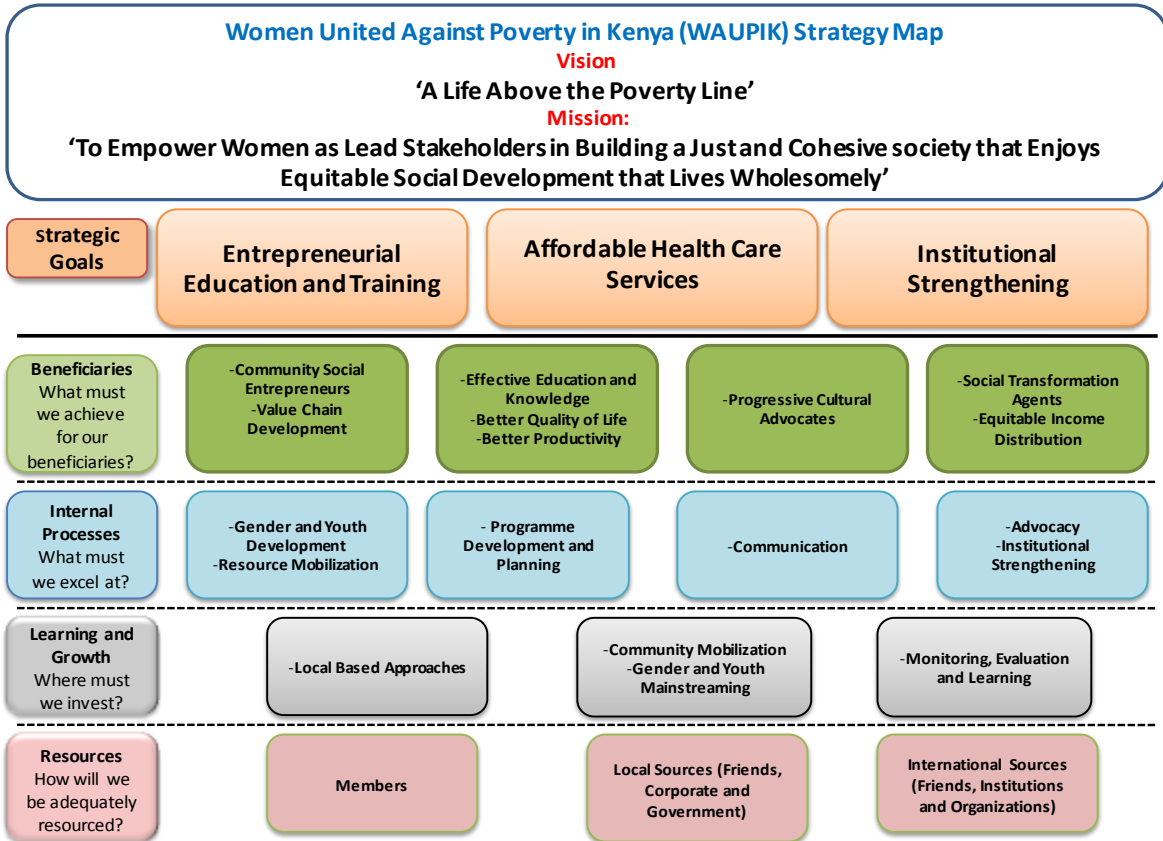 Women United Against Poverty in Kenya (WAUPIK) Strategy Map
Vision
‘A Life Above the Poverty Line’
Mission:
‘To Empower Women as Lead Stakeholders in Building a Just and Cohesive society that Enjoys
Equitable Social Development that Lives Wholesomely’
Strategic
Goals
Entrepreneurial
Education and Training
Affordable Health Care
Services
Institutional
Strengthening
Beneficiaries
What must
we achieve
for our
beneficiaries?
-Community Social
Entrepreneurs
-Value Chain
Development
-Effective Education and
Knowledge
-Better Quality of Life
-Better Productivity
-Progressive Cultural
Advocates
-Social Transformation
Agents
-Equitable Income
Distribution
Internal
Processes
What must
we excel at?
-Gender and Youth
Development
-Resource Mobilization
- Programme
Development and
Planning
-Communication
-Advocacy
-Institutional
Strengthening
Learning and
Growth
Where must
we invest?
-Local Based Approaches
-Community Mobilization
-Gender and Youth
Mainstreaming
-Monitoring, Evaluation
and Learning
Resources
How will we
be adequately
resourced?
Members
Local Sources (Friends,
Corporate and
Government)
International Sources
(Friends, Institutions
and Organizations)